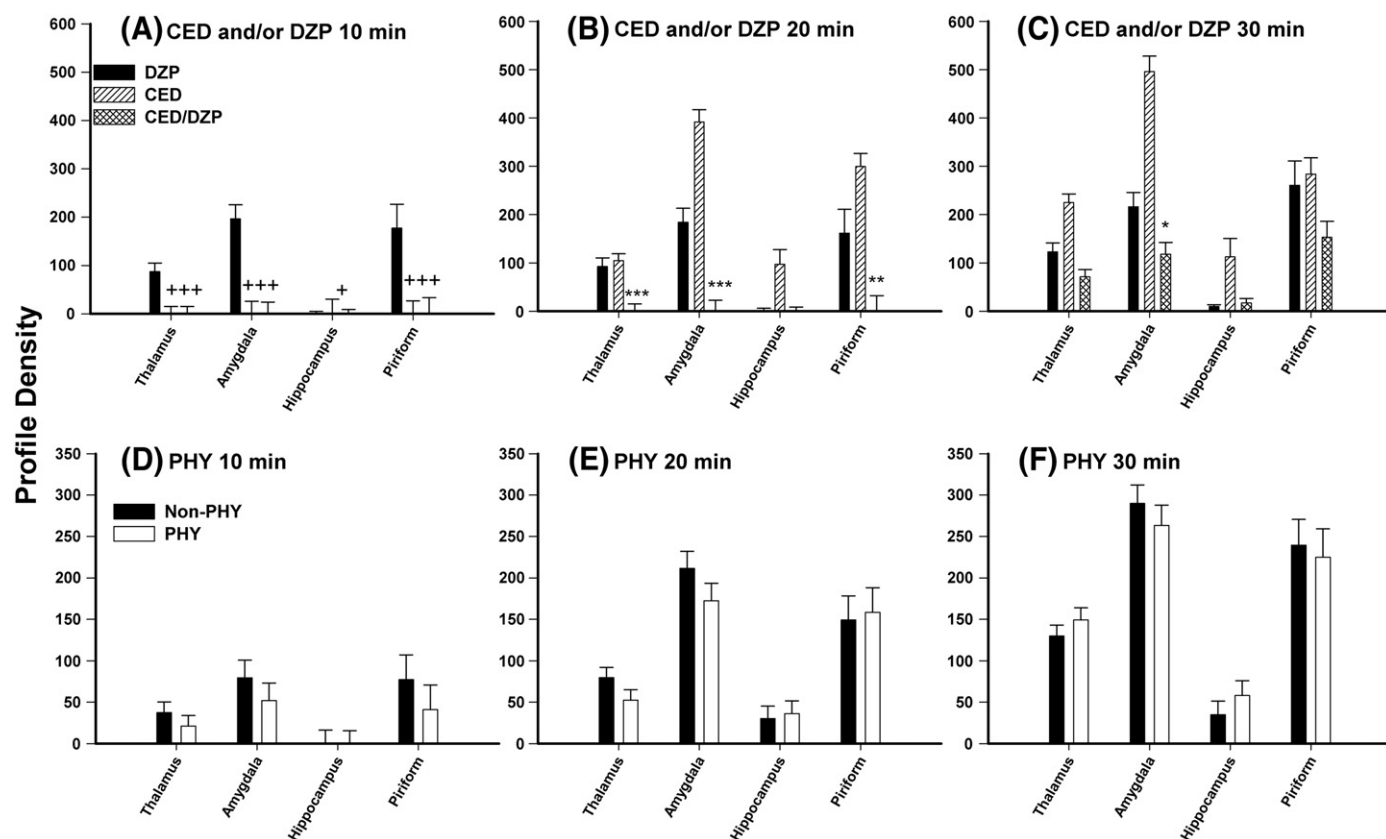 Profile Density
(A) CED and/or DZP 10 min
600
500
400
300
200
100
0
DZP
CED
CED/DZP
+++
+++
+
+++
Thalamus
Amygdala
Hippocampus
Piriform
(B) CED and/or DZP 20 min
600
500
400
300
200
100
0
***
***
**
Thalamus
Amygdala
Hippocampus
Piriform
(C) CED and/or DZP 30 min
600
500
400
300
200
100
0
*
Thalamus
Amygdala
Hippocampus
Piriform
(D) PHY 10 min
350
300
250
200
150
100
50
0
Non-PHY
PHY
Thalamus
Amygdala
Hippocampus
Piriform
(E) PHY 20 min
350
300
250
200
150
100
50
0
Thalamus
Amygdala
Hippocampus
Piriform
(F) PHY 30 min
350
300
250
200
150
100
50
0
Thalamus
Amygdala
Hippocampus
Piriform